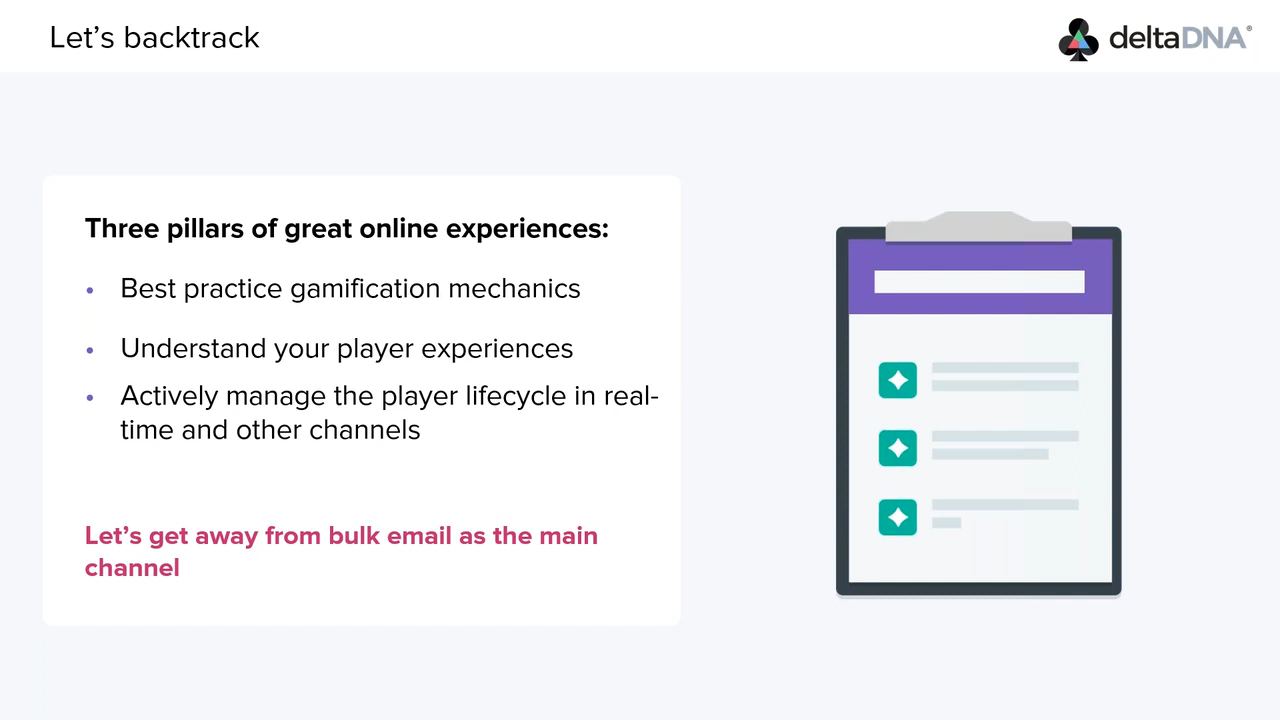 Let’s backtrack
deltaDNA®
Three pillars of great online experiences:
• Best practice gamification mechanics
• Understand your player experiences
• Actively manage the player lifecycle in real-
time and other channels
Let’s get away from bulk email as the main
channel